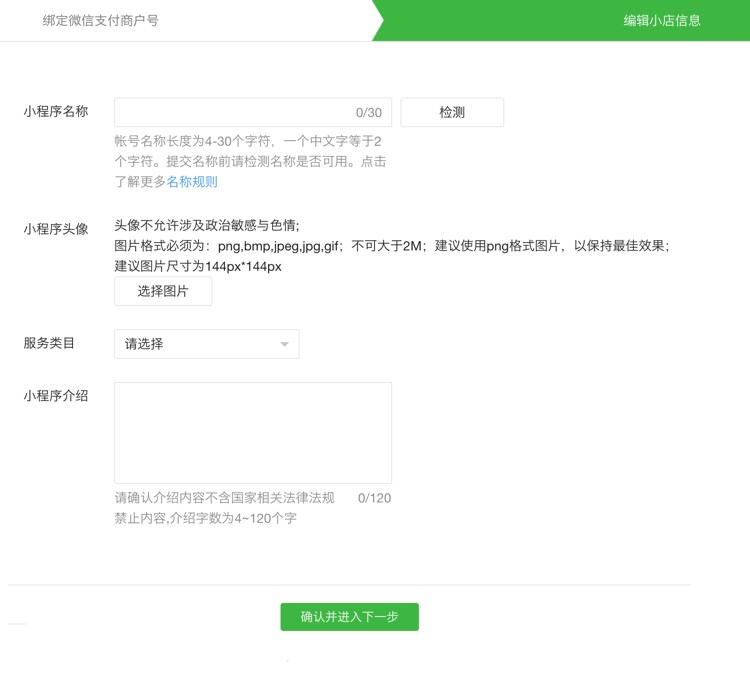 绑定微信支付商户号
编辑小店信息
小程序名称
0/30
检测
帐号名称长度为4-30个字符，一个中文字等于2
个字符。提交名称前请检测名称是否可用。点击
了解更多名称规则
小程序头像
头像不允许涉及政治敏感与色情;
图片格式必须为：png,bmp,jpeg,jpg,gif；不可大于2M；建议使用png格式图片，以保持最佳效果；
建议图片尺寸为144px*144px
选择图片
服务类目
请选择
小程序介绍
请确认介绍内容不含国家相关法律法规
0/120
禁止内容,介绍字数为4~120个字
确认并进入下一步